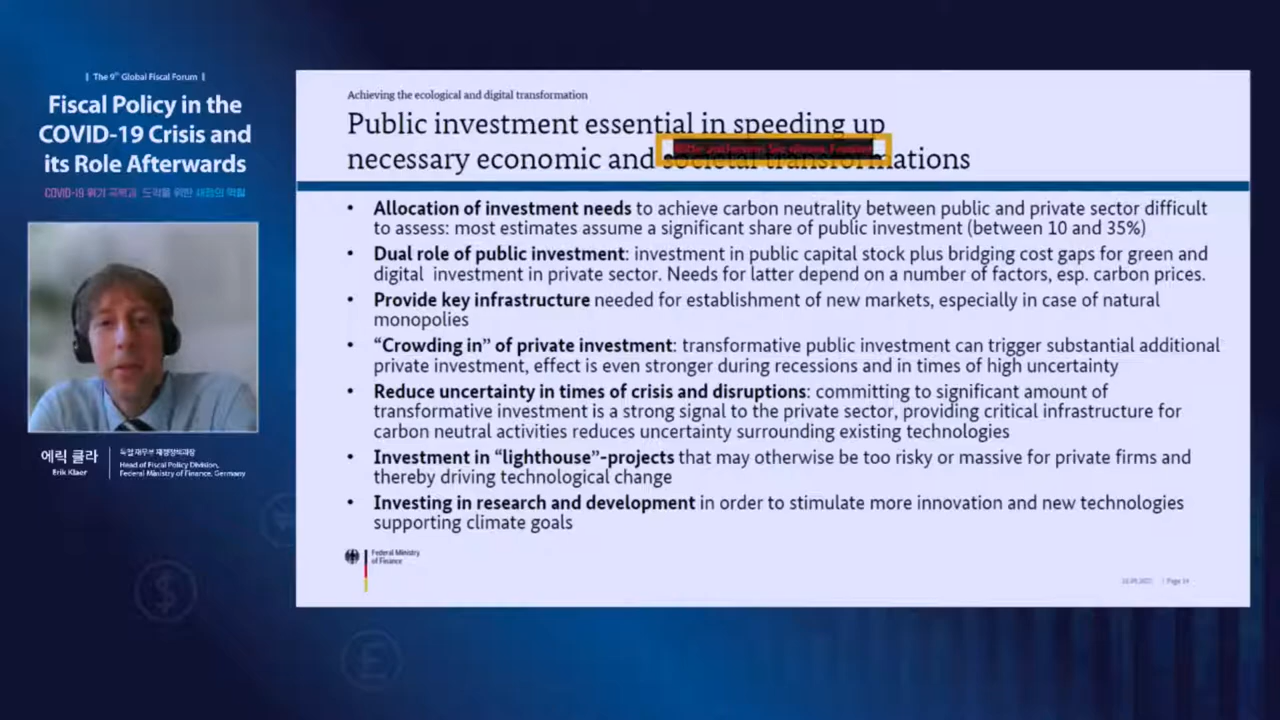 The 9th Global Fiscal Forum
Fiscal Policy in the
COVID-19 Crisis and
its Role Afterwards
COVID-19 위기 극복과 도약을 위한 재정의 역할
에릭 클라
Erik Klaer
독일 재무부 재정정책과장
Head of Fiscal Policy Division,
Federal Ministry of Finance, Germany
Achieving the ecological and digital transformation
Public investment essential in speeding up
necessary economic and societal transformations
• Allocation of investment needs to achieve carbon neutrality between public and private sector difficult
to assess: most estimates assume a significant share of public investment (between 10 and 35%)
• Dual role of public investment: investment in public capital stock plus bridging cost gaps for green and
digital investment in private sector. Needs for latter depend on a number of factors, esp. carbon prices.
• Provide key infrastructure needed for establishment of new markets, especially in case of natural
monopolies
• “Crowding in” of private investment: transformative public investment can trigger substantial additional
private investment, effect is even stronger during recessions and in times of high uncertainty
• Reduce uncertainty in times of crisis and disruptions: committing to significant amount of
transformative investment is a strong signal to the private sector, providing critical infrastructure for
carbon neutral activities reduces uncertainty surrounding existing technologies
• Investment in “lighthouse”-projects that may otherwise be too risky or massive for private firms and
thereby driving technological change
• Investing in research and development in order to stimulate more innovation and new technologies
supporting climate goals
Federal Ministry
of Finance
Page 14